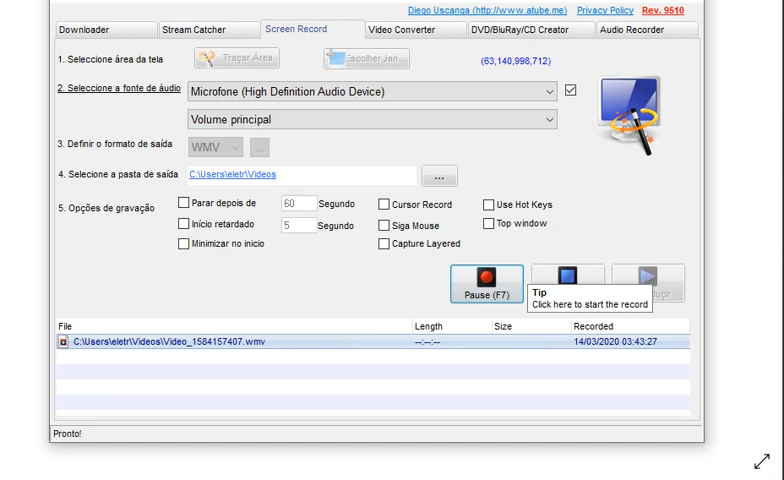 Diego Uscanga (http://www.atube.me) Privacy Policy Rev. 9510
Downloader Stream Catcher Screen Record Video Converter DVD/BluRay/CD Creator Audio Recorder
1. Seleccione área da tela Traçar Área Escolher Jan... (63,140,998,712)
2. Seleccione a fonte de áudio Microfone (High Definition Audio Device)
Volume principal
3. Definir o formato de saída WMV ...
4. Selecione a pasta de saída C:\Users\eletr\Videos ...
5. Opções de gravação Parar depois de 60 Segundo Cursor Record Use Hot Keys
Início retardado 5 Segundo Siga Mouse Top window
Minimizar no inicio Capture Layered
Pause (F7)
Tip
Click here to start the record
File Length Size Recorded
C:\Users\eletr\Videos\Video_1584157407.wmv --:--:-- 14/03/2020 03:43:27
Pronto!